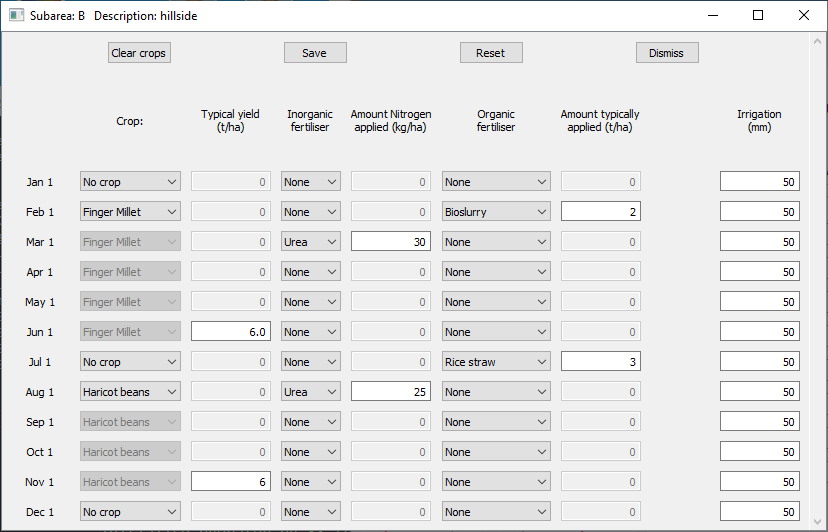 Subarea: B   Description: hillside
Clear crops Save Reset Dismiss
Crop: Typical yield (t/ha) Inorganic fertiliser Amount Nitrogen applied (kg/ha) Organic fertiliser Amount typically applied (t/ha) Irrigation (mm)
Jan 1 No crop 0 None 0 None 0 50
Feb 1 Finger Millet 0 None 0 Bioslurry 2 50
Mar 1 Finger Millet 0 Urea 30 None 0 50
Apr 1 Finger Millet 0 None 0 None 0 50
May 1 Finger Millet 0 None 0 None 0 50
Jun 1 Finger Millet 6.0 None 0 None 0 50
Jul 1 No crop 0 None 0 Rice straw 3 50
Aug 1 Haricot beans 0 Urea 25 None 0 50
Sep 1 Haricot beans 0 None 0 None 0 50
Oct 1 Haricot beans 0 None 0 None 0 50
Nov 1 Haricot beans 6 None 0 None 0 50
Dec 1 No crop 0 None 0 None 0 50